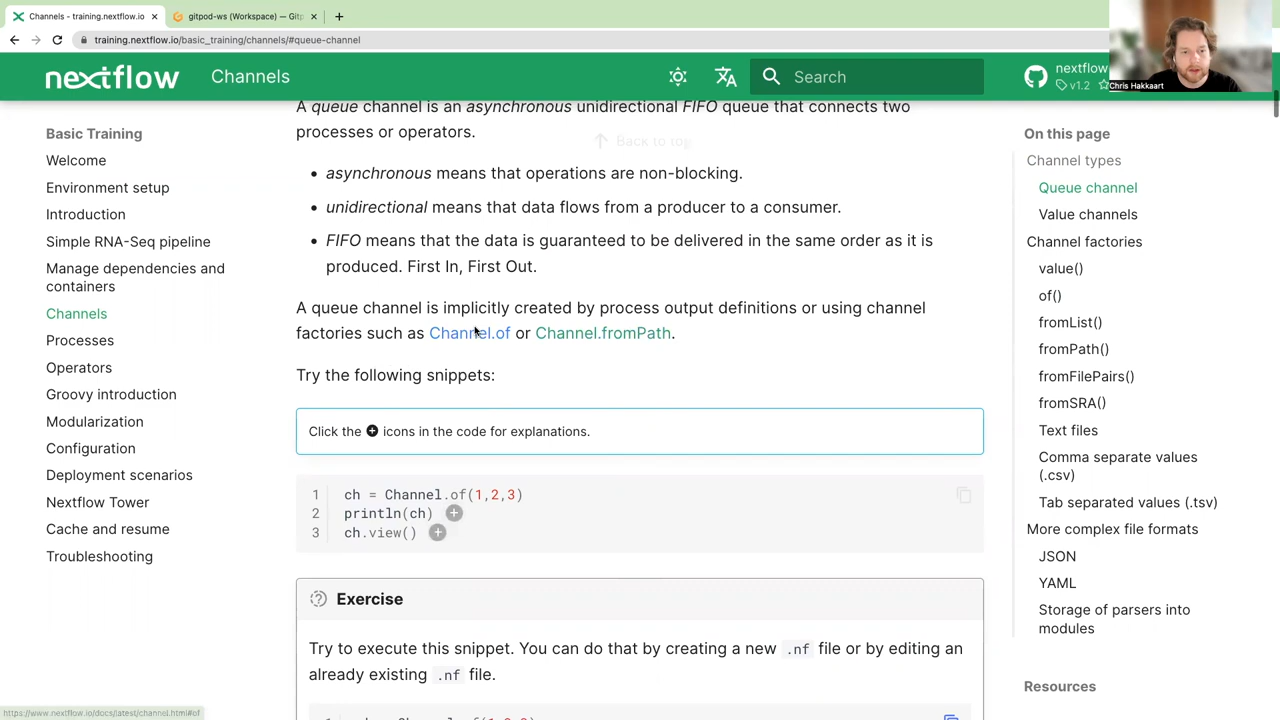 Channels - training.nextflow.io
gitpod-ws (Workspace) — Gitp
training.nextflow.io/basic_training/channels/#queue-channel
nextflow
Channels
Search
nextflow
v1.2
Chris Hakkaart
Basic Training
Welcome
Environment setup
Introduction
Simple RNA-Seq pipeline
Manage dependencies and
containers
Channels
Processes
Operators
Groovy introduction
Modularization
Configuration
Deployment scenarios
Nextflow Tower
Cache and resume
Troubleshooting
A queue channel is an asynchronous unidirectional FIFO queue that connects two
processes or operators.
Back to top
• asynchronous means that operations are non-blocking.
• unidirectional means that data flows from a producer to a consumer.
• FIFO means that the data is guaranteed to be delivered in the same order as it is
produced. First In, First Out.
A queue channel is implicitly created by process output definitions or using channel
factories such as Channel.of or Channel.fromPath.
Try the following snippets:
Click the + icons in the code for explanations.
1 ch = Channel.of(1,2,3)
2 println(ch) +
3 ch.view() +
Exercise
Try to execute this snippet. You can do that by creating a new .nf file or by editing an
already existing .nf file.
On this page
Channel types
Queue channel
Value channels
Channel factories
value()
of()
fromList()
fromPath()
fromFilePairs()
fromSRA()
Text files
Comma separate values
(.csv)
Tab separated values (.tsv)
More complex file formats
JSON
YAML
Storage of parsers into
modules
Resources
https://www.nextflow.io/docs/latest/channel.html#of